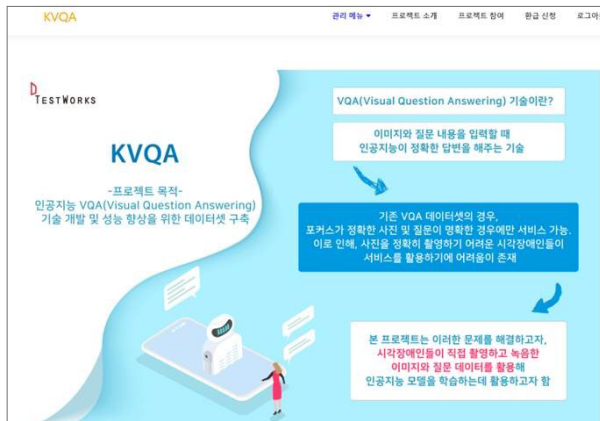 KVQA
관리 메뉴 프로젝트 소개 프로젝트 참여 환급 신청
TESTWORKS
KVQA
-프로젝트 목적-
인공지능 VQA(Visual Question Answering)
기술 개발 및 성능 향상을 위한 데이터셋 구축
VQA(Visual Question Answering) 기술이란?
이미지와 질문 내용을 입력할 때
인공지능이 정확한 답변을 해주는 기술
기존 VQA 데이터셋의 경우,
포커스가 정확한 사진 및 질문이 명확한 경우에만 서비스 가능.
이로 인해, 사진을 정확히 촬영하기 어려운 시각장애인들이
서비스를 활용하기에 어려움이 존재
본 프로젝트는 이러한 문제를 해결하고자,
시각장애인들이 직접 촬영하고 녹음한
이미지와 질문 데이터를 활용해
인공지능 모델을 학습하는데 활용하고자 함